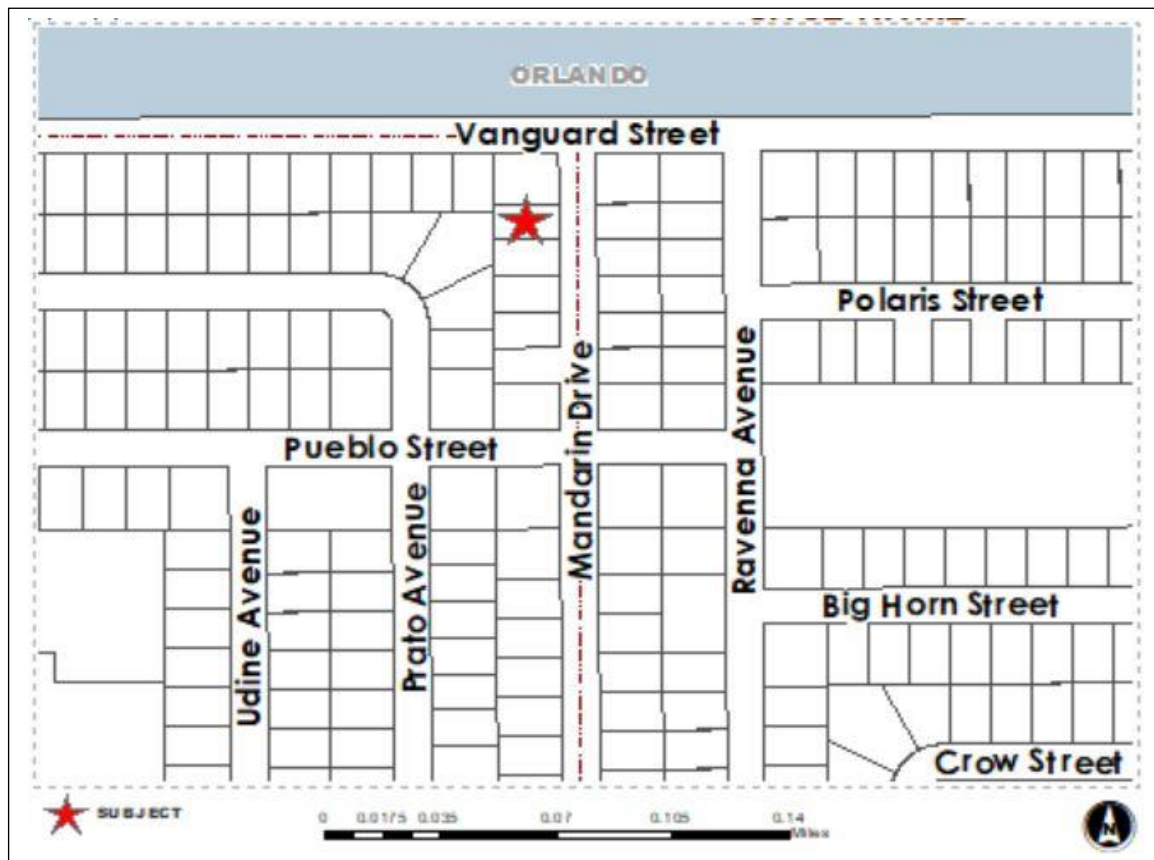 ORLANDO
Vanguard Street
Polaris Street
Pueblo Street
Mandarin Drive
Ravenna Avenue
Prato Avenue
Udine Avenue
Big Horn Street
Crow Street
SUBJECT
0 0.0175 0.035 0.07 0.105 0.14
Miles
N